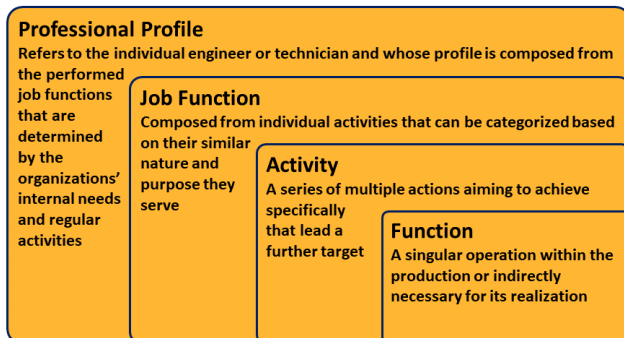 Professional Profile
Refers to the individual engineer or technician and whose profile is composed from
the performed
job functions
that are
determined
by the
organizations'
internal needs
and regular
activities
Job Function
Composed from individual activities that can be categorized based
on their similar
nature and
purpose they
serve
Activity
A series of multiple actions aiming to achieve
specifically
that lead a
further target
Function
A singular operation within the
production or indirectly
necessary for its realization